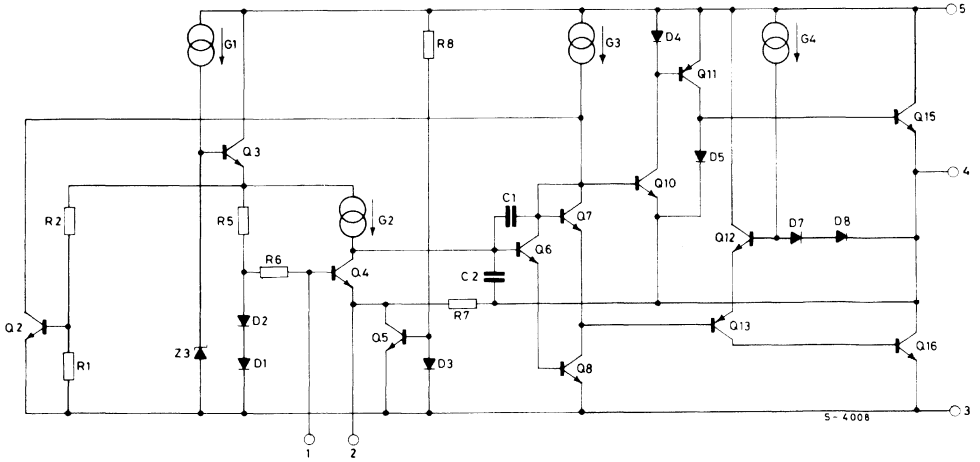 5
G1
R8
G3
D4
G4
Q11
Q15
Q3
D5
4
R2
R5
G2
C1
Q10
Q7
R6
Q4
Q6
Q12
D7
D8
C2
Q2
D2
R7
Q5
Q13
R1
Z3
D1
D3
Q8
Q16
3
S-4008
1
2